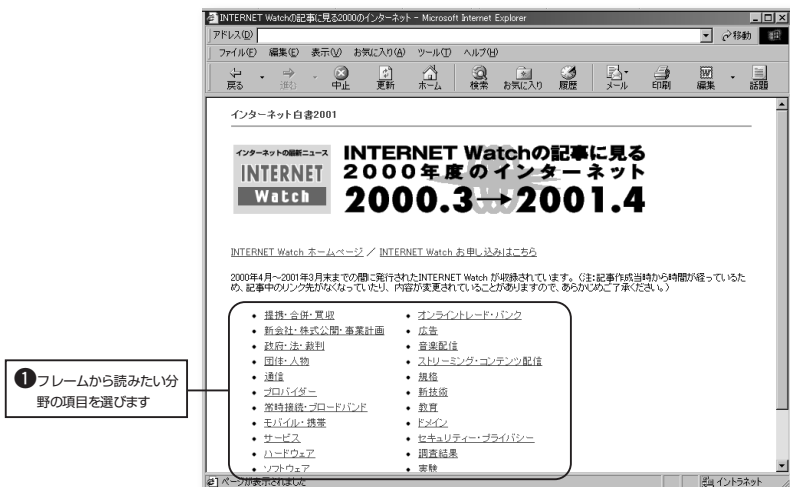 INTERNET Watchの記事に見る2000のインターネット - Microsoft Internet Explorer
アドレス(D)
移動
ファイル(F) 編集(E) 表示(V) お気に入り(A) ツール(T) ヘルプ(H)
戻る 進む 中止 更新 ホーム 検索 お気に入り 履歴 メール 印刷 編集 話題
インターネット白書2001
インターネットの最新ニュース
INTERNET
Watch
INTERNET Watchの記事に見る
2000年度のインターネット
2000.3→2001.4
INTERNET Watch ホームページ / INTERNET Watch お申し込みはこちら
2000年4月~2001年3月末までの間に発行されたINTERNET Watch が収録されています。(注:記事作成当時から時間が経っているた
め、記事中のリンク先がなくなっていたり、内容が変更されていることがありますので、あらかじめご了承ください。)
• 提携・合併・買収
• 新会社・株式公開・事業計画
• 政府・法・裁判
• 団体・人物
• 通信
• プロバイダー
• 常時接続・ブロードバンド
• モバイル・携帯
• サービス
• ハードウェア
• ソフトウェア
• オンライントレード・バンク
• 広告
• 音楽配信
• ストリーミング・コンテンツ配信
• 規格
• 新技術
• 教育
• ドメイン
• セキュリティー・プライバシー
• 調査結果
• 実験
❶フレームから読みたい分
野の項目を選びます
ページが表示されました
イントラネット